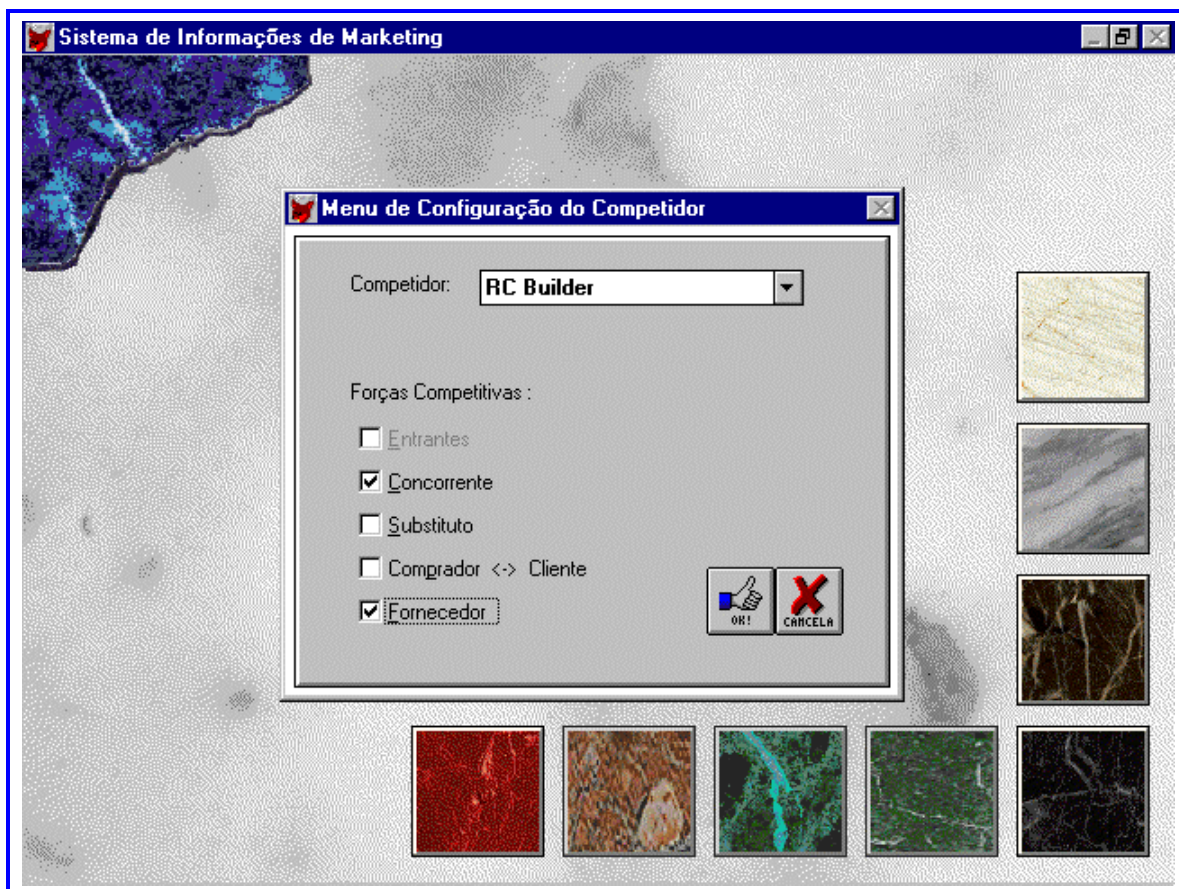 Sistema de Informações de Marketing
Menu de Configuração do Competidor
Competidor: RC Builder
Forças Competitivas :
Entrantes
Concorrente
Substituto
Comprador <-> Cliente
Fornecedor
OK! CANCELA